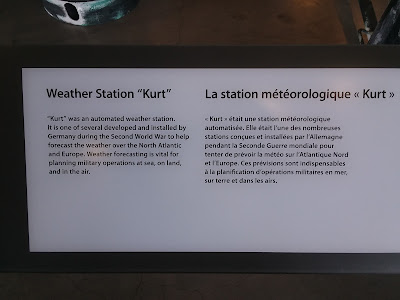 Weather Station “Kurt”
“Kurt” was an automated weather station.
It is one of several developed and installed by
Germany during the Second World War to help
forecast the weather over the North Atlantic
and Europe. Weather forecasting is vital for
planning military operations at sea, on land,
and in the air.
La station météorologique « Kurt »
« Kurt » était une station météorologique
automatisée. Elle était l’une des nombreuses
stations conçues et installées par l’Allemagne
pendant la Seconde Guerre mondiale pour
tenter de prévoir la météo sur l’Atlantique Nord
et l’Europe. Ces prévisions sont indispensables
à la planification d’opérations militaires en mer,
sur terre et dans les airs.